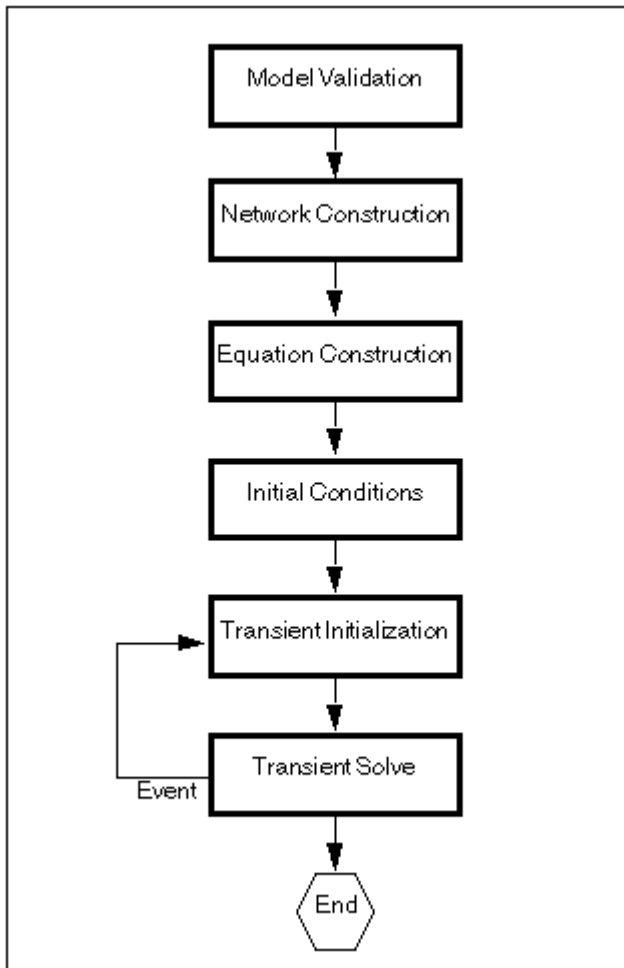 Model Validation
Network Construction
Equation Construction
Initial Conditions
Transient Initialization
Transient Solve
Event
End